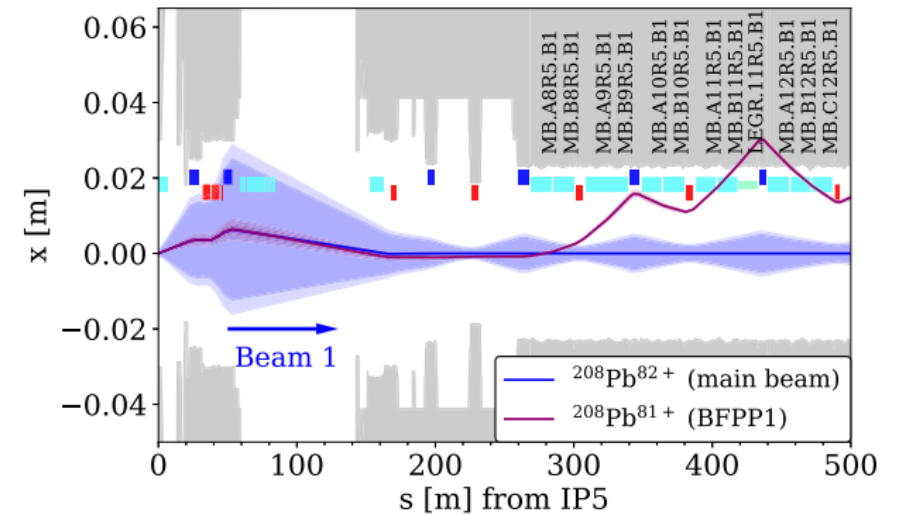 x [m]
0.06
0.04
0.02
0.00
−0.02
−0.04
MB.A8R5.B1
MB.B8R5.B1
MB.A9R5.B1
MB.B9R5.B1
MB.A10R5.B1
MB.B10R5.B1
MB.A11R5.B1
MB.B11R5.B1
LEGR.11R5.B1
MB.A12R5.B1
MB.B12R5.B1
MB.C12R5.B1
Beam 1
²⁰⁸Pb⁸²⁺ (main beam)
²⁰⁸Pb⁸¹⁺ (BFPP1)
0 100 200 300 400 500
s [m] from IP5